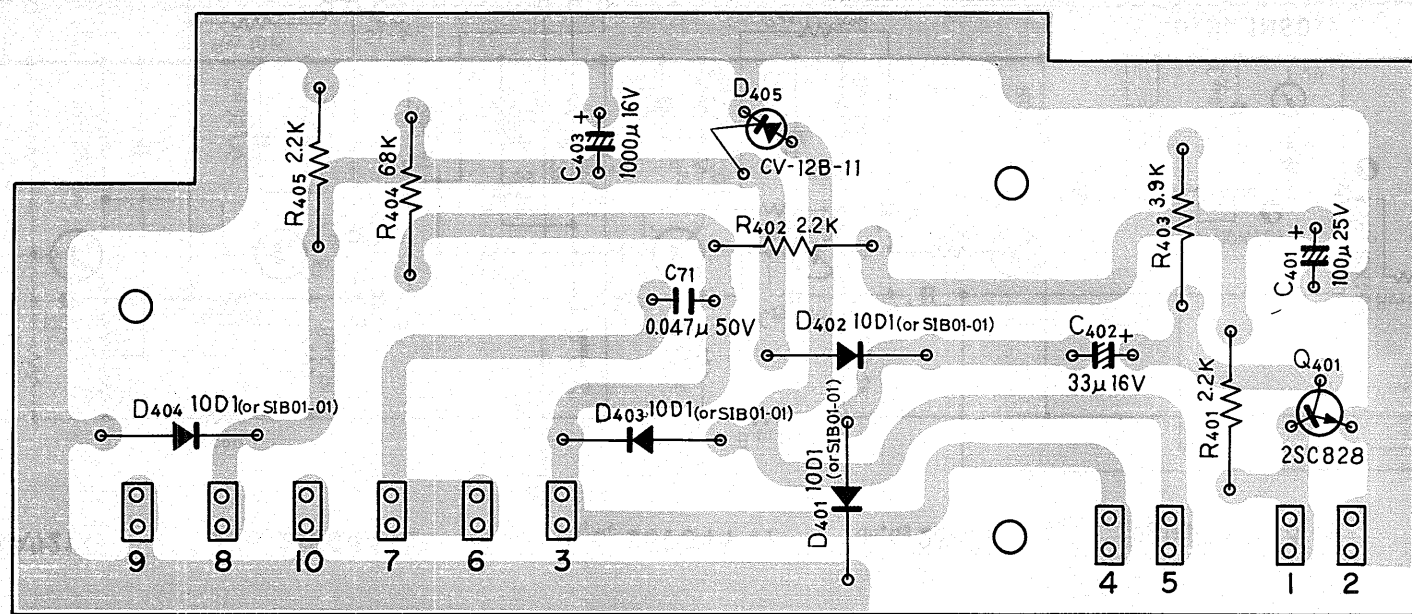 D405
CV-12B-11
C403 +
1000μ 16V
R405 2.2K
R404 68K
R402 2.2K
R403 3.9K
C401 +
100μ 25V
C71
0.047μ 50V
D402 10D1 (or SIB01-01)
C402 +
33μ 16V
Q401
2SC828
R401 2.2K
D404 10D1 (or SIB01-01)
D403 10D1 (or SIB01-01)
D401 10D1
(or SIB01-01)
9 8 10 7 6 3 4 5 1 2